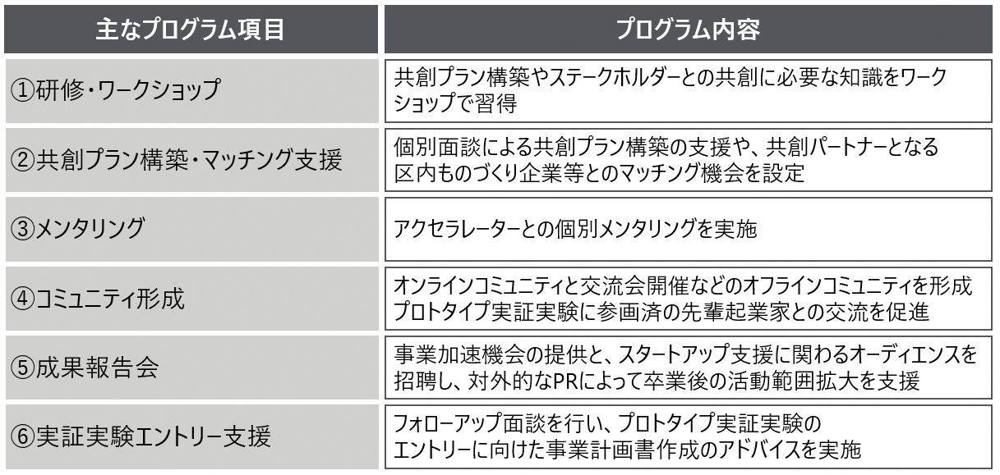 主なプログラム項目
プログラム内容
①研修・ワークショップ
共創プラン構築やステークホルダーとの共創に必要な知識をワーク
ショップで習得
②共創プラン構築・マッチング支援
個別面談による共創プラン構築の支援や、共創パートナーとなる
区内ものづくり企業等とのマッチング機会を設定
③メンタリング
アクセラレーターとの個別メンタリングを実施
④コミュニティ形成
オンラインコミュニティと交流会開催などのオフラインコミュニティを形成
プロトタイプ実証実験に参画済の先輩起業家との交流を促進
⑤成果報告会
事業加速機会の提供と、スタートアップ支援に関わるオーディエンスを
招聘し、対外的なPRによって卒業後の活動範囲拡大を支援
⑥実証実験エントリー支援
フォローアップ面談を行い、プロトタイプ実証実験の
エントリーに向けた事業計画書作成のアドバイスを実施